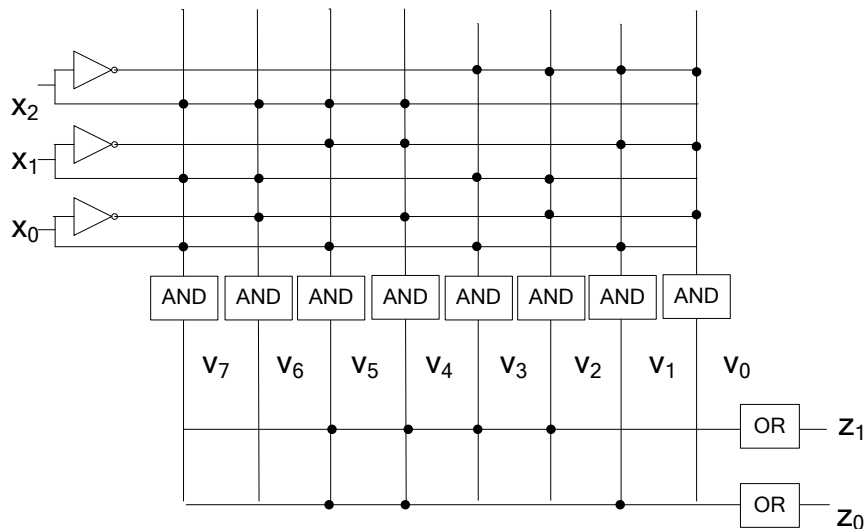 x₂
x₁
x₀
AND AND AND AND AND AND AND AND
v₇ v₆ v₅ v₄ v₃ v₂ v₁ v₀
OR z₁
OR z₀